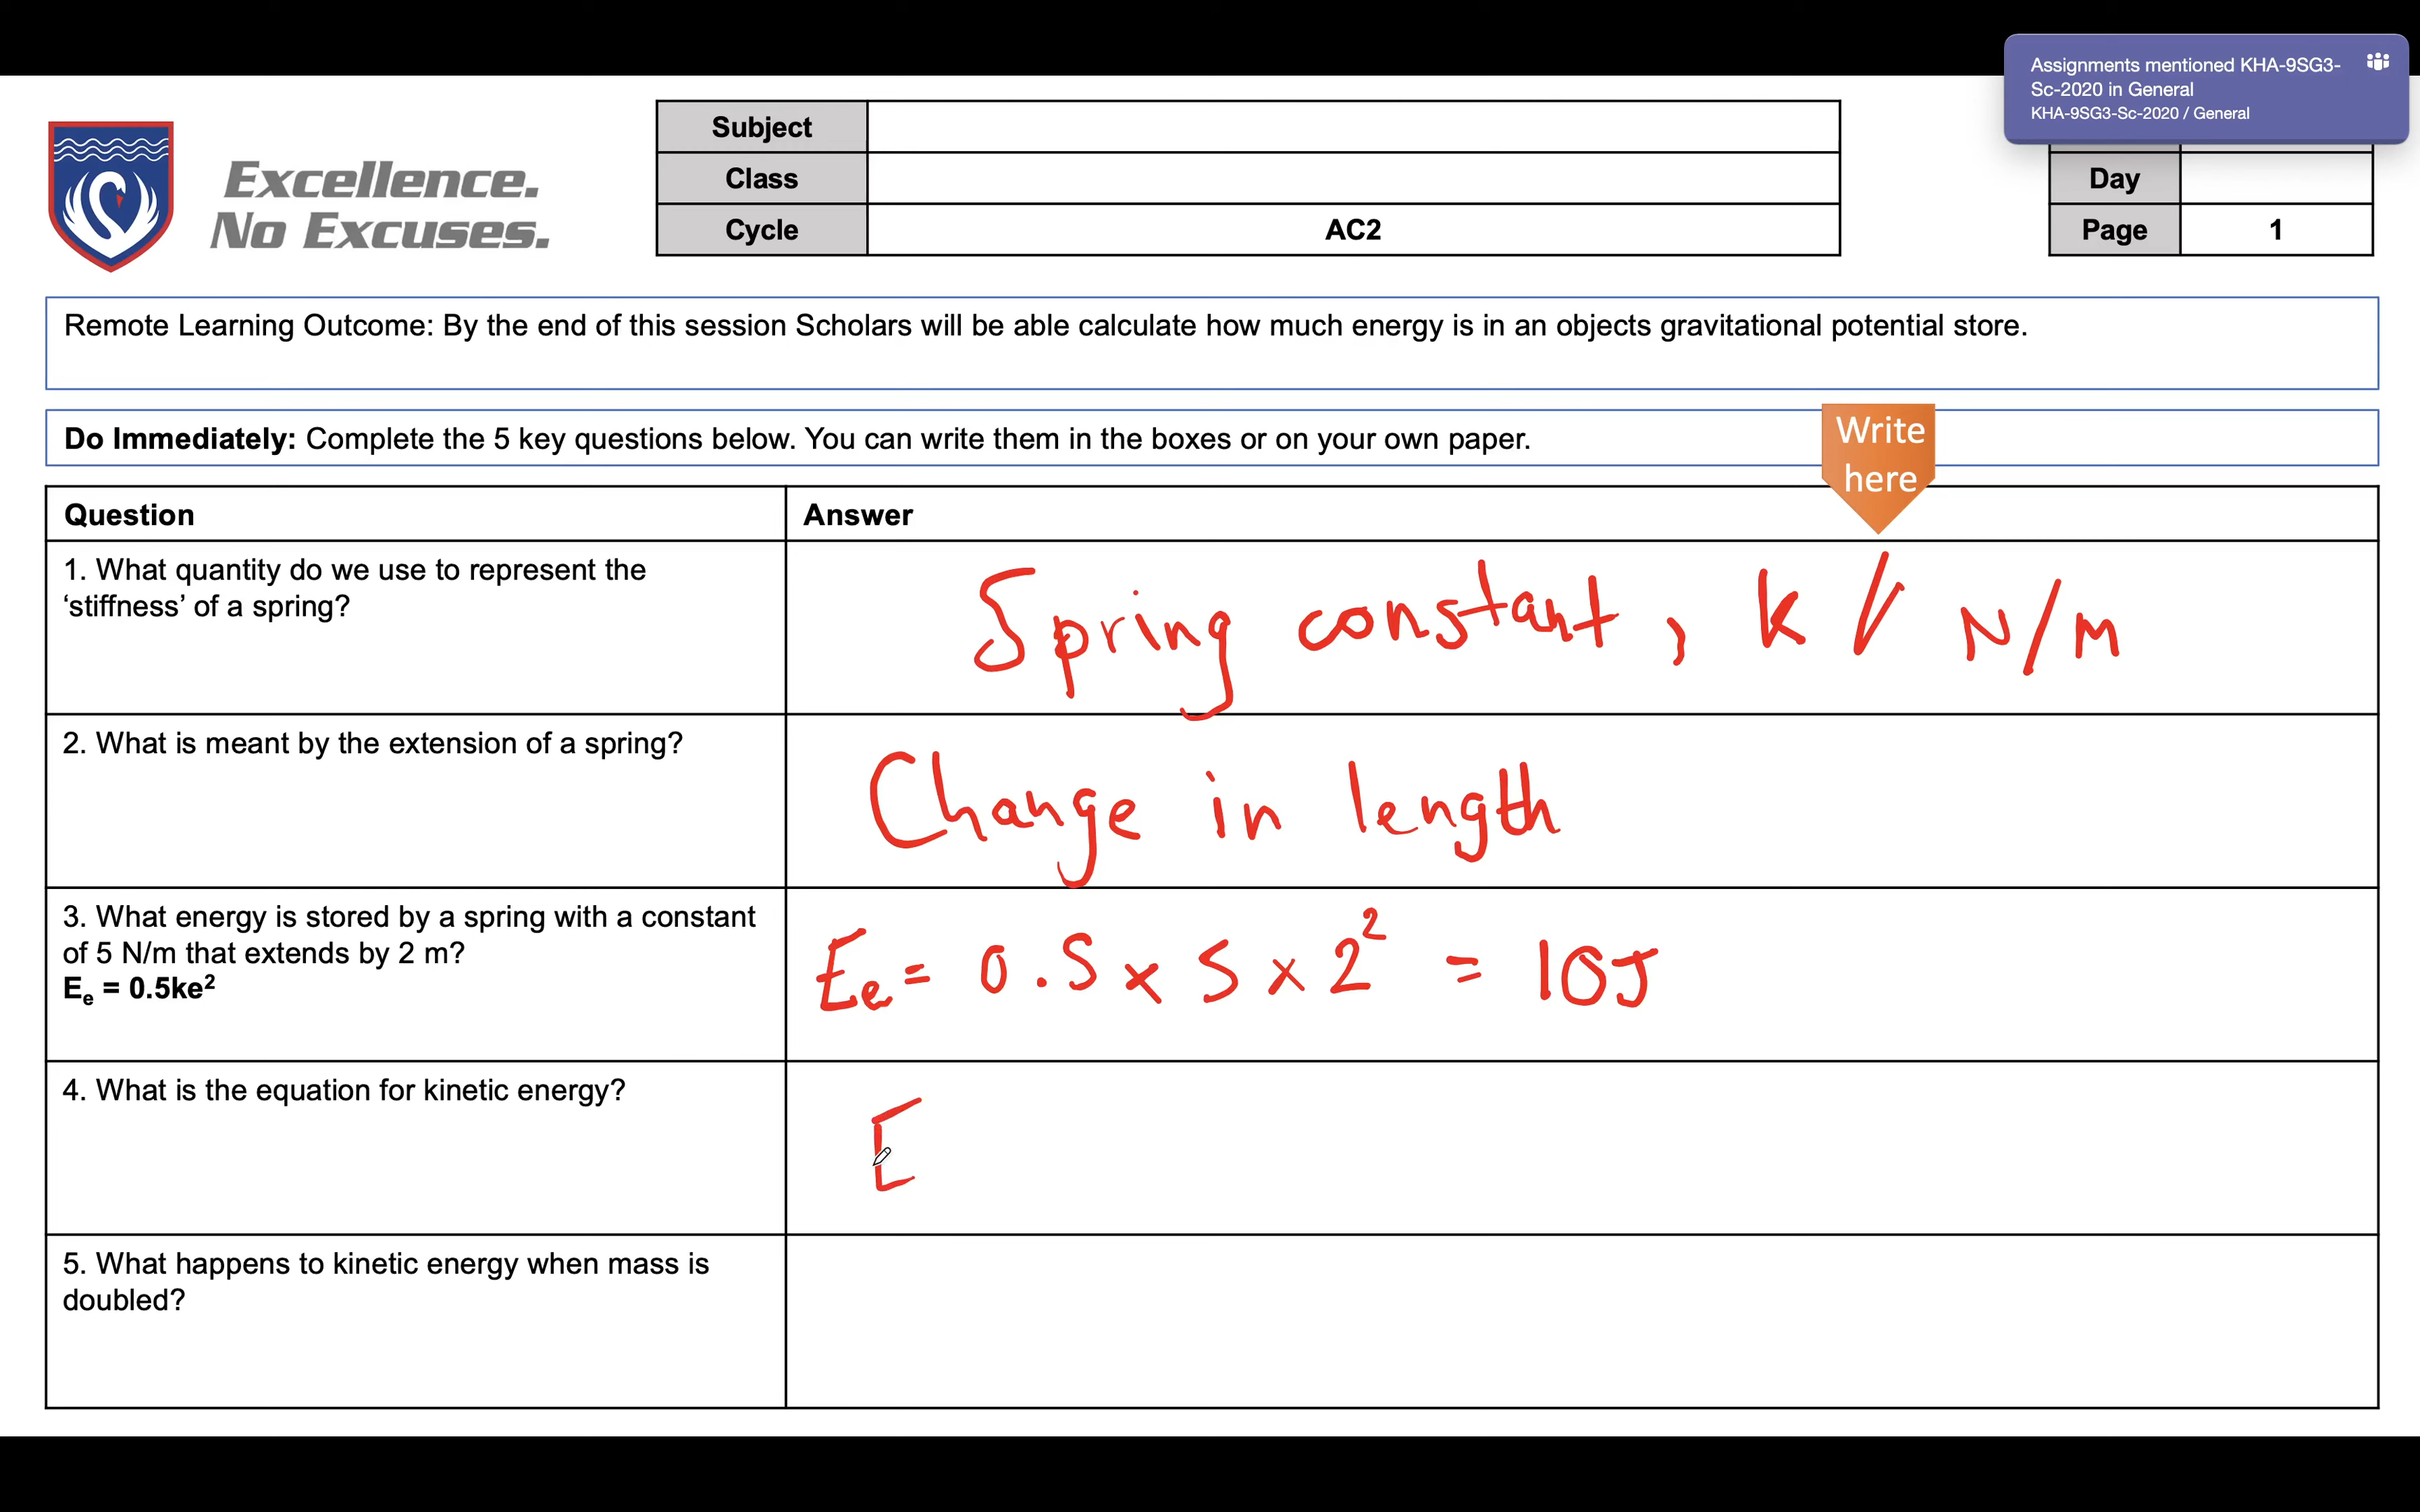 Assignments mentioned KHA-9SG3-
Sc-2020 in General
KHA-9SG3-Sc-2020 / General
Excellence.
No Excuses.
Subject
Class
Cycle AC2
Day
Page 1
Remote Learning Outcome: By the end of this session Scholars will be able calculate how much energy is in an objects gravitational potential store.
Do Immediately: Complete the 5 key questions below. You can write them in the boxes or on your own paper.
Write
here
Question Answer
1. What quantity do we use to represent the
‘stiffness’ of a spring?
Spring constant, k / N/m
2. What is meant by the extension of a spring?
Change in length
3. What energy is stored by a spring with a constant
of 5 N/m that extends by 2 m?
Eₑ = 0.5ke²
Eₑ = 0.5 × 5 × 2² = 10J
4. What is the equation for kinetic energy?
E
5. What happens to kinetic energy when mass is
doubled?